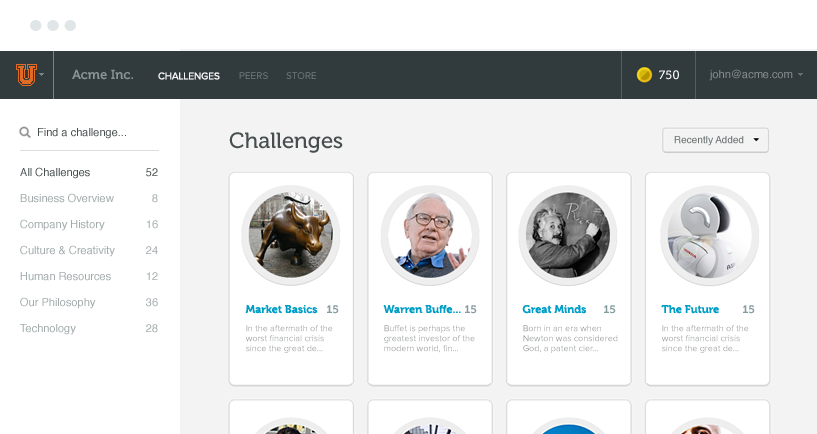 U
Acme Inc.
CHALLENGES
PEERS
STORE
750
john@acme.com
Find a challenge...
All Challenges 52
Business Overview 8
Company History 16
Culture & Creativity 24
Human Resources 12
Our Philosophy 36
Technology 28
Challenges
Recently Added
Market Basics 15
In the aftermath of the
worst financial crisis
since the great de...
Warren Buffe... 15
Buffet is perhaps the
greatest investor of the
modern world, fin...
Great Minds 15
Born in an era when
Newton was considered
God, a patent cler...
The Future 15
In the aftermath of the
worst financial crisis
since the great de...